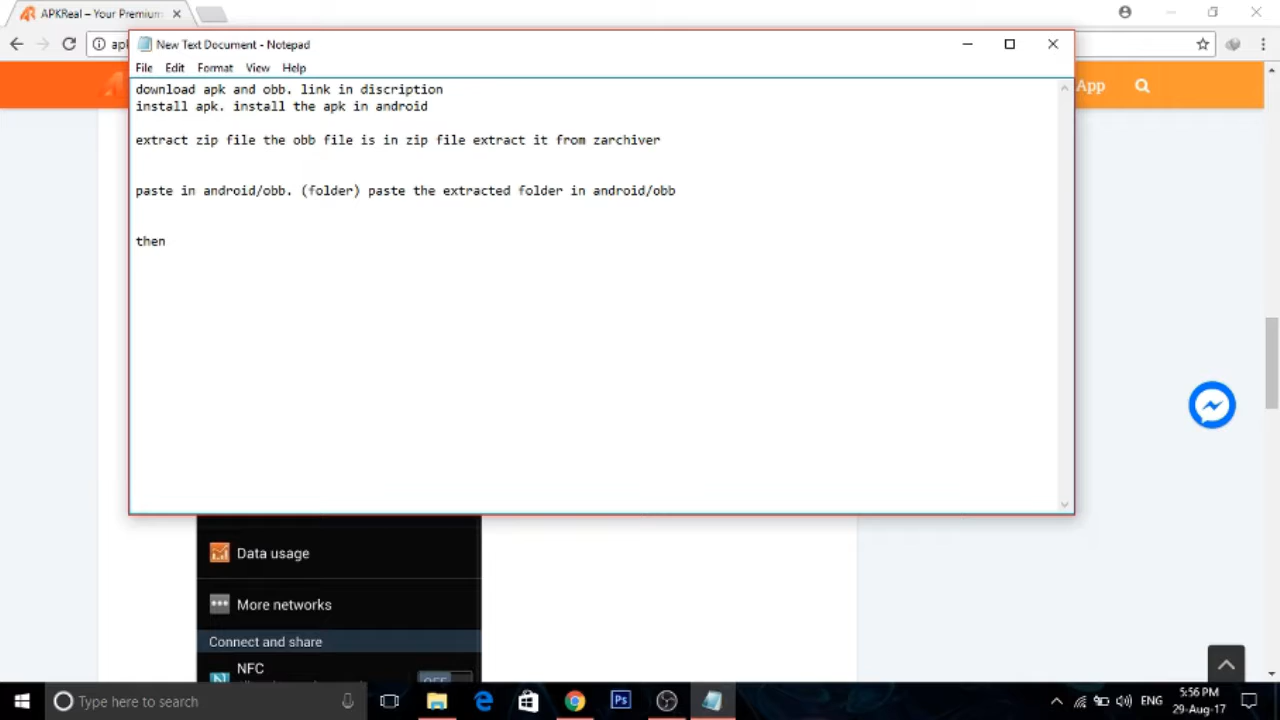 APKReal – Your Premium
New Text Document - Notepad
File Edit Format View Help
App
download apk and obb. link in discription
install apk. install the apk in android
extract zip file the obb file is in zip file extract it from zarchiver
paste in android/obb. (folder) paste the extracted folder in android/obb
then
Data usage
More networks
Connect and share
NFC
OFF
Type here to search
ENG
5:56 PM
29-Aug-17